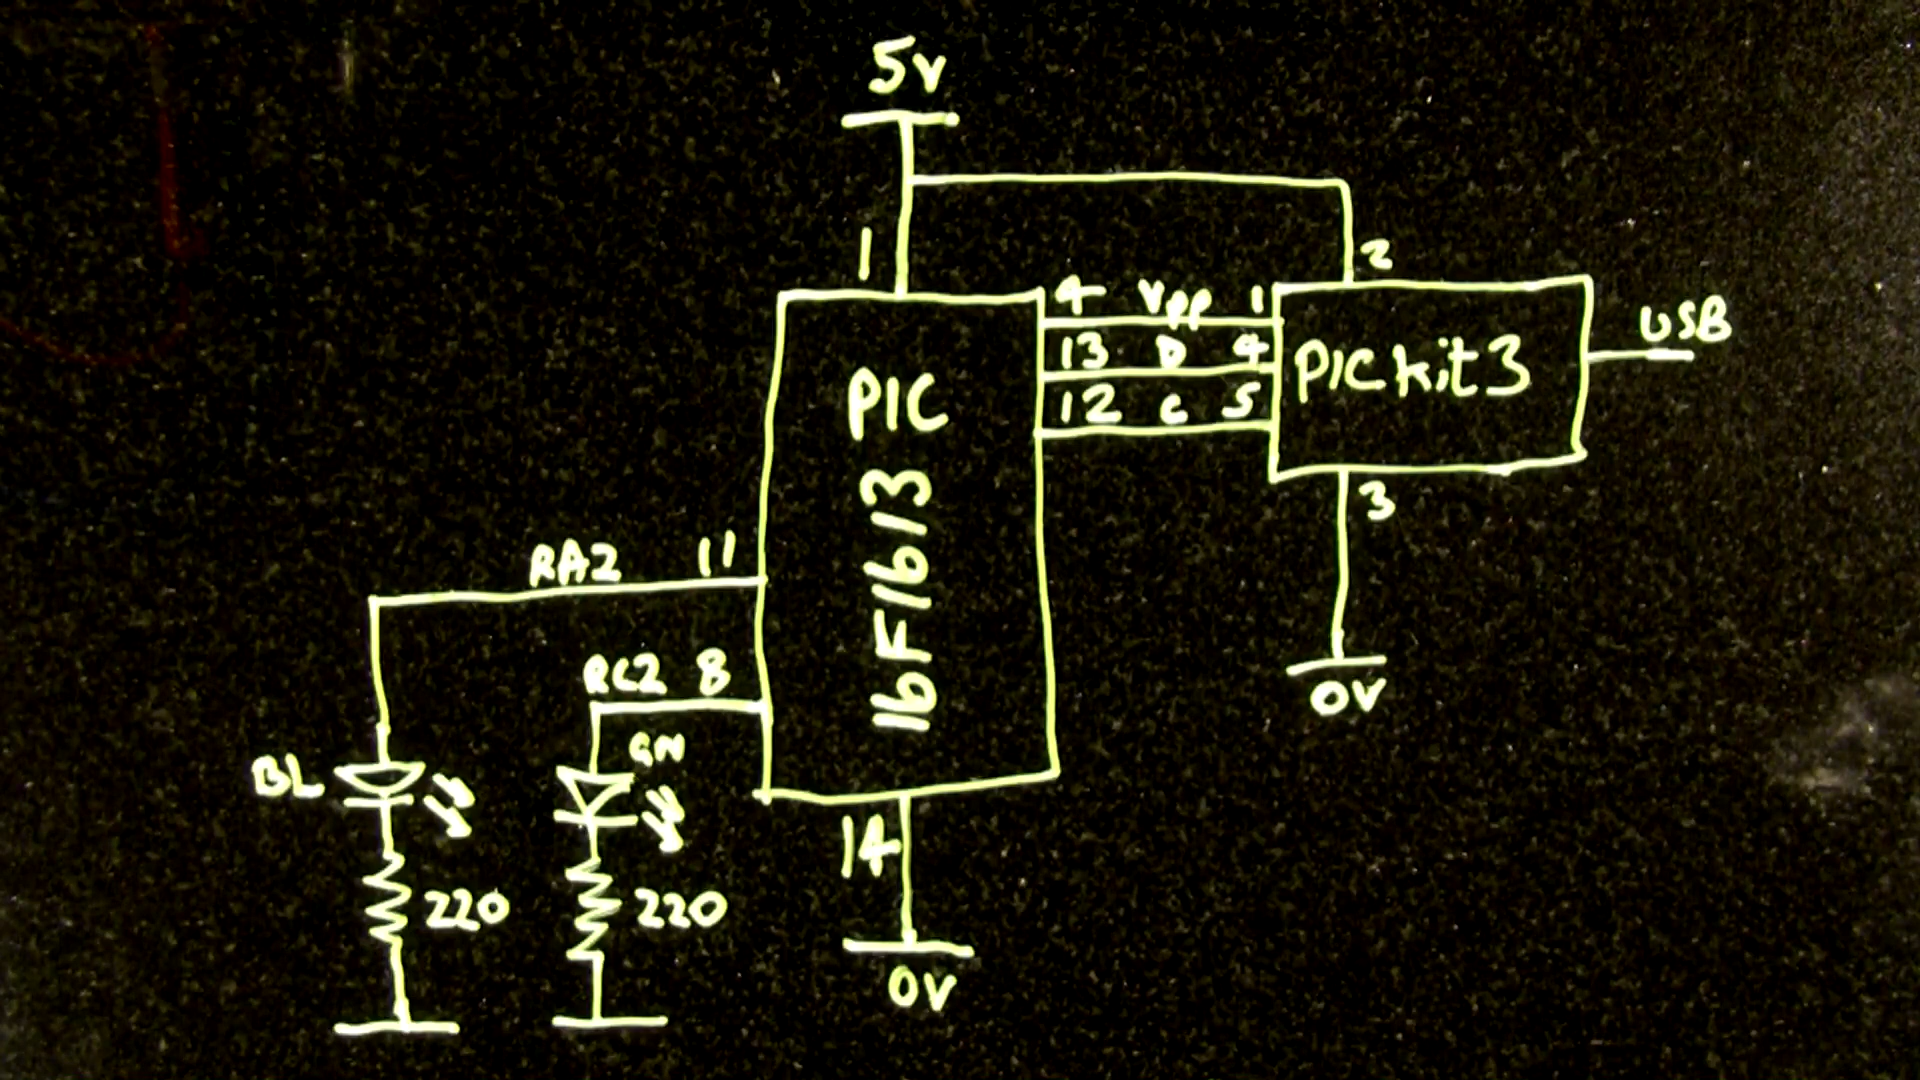 5v
1
2
4 Vpp 1
13 D 4
12 C 5
USB
PICkit3
PIC
16F1613
3
RA2 11
RC2 8
0V
GN
BL
14
220
220
0V